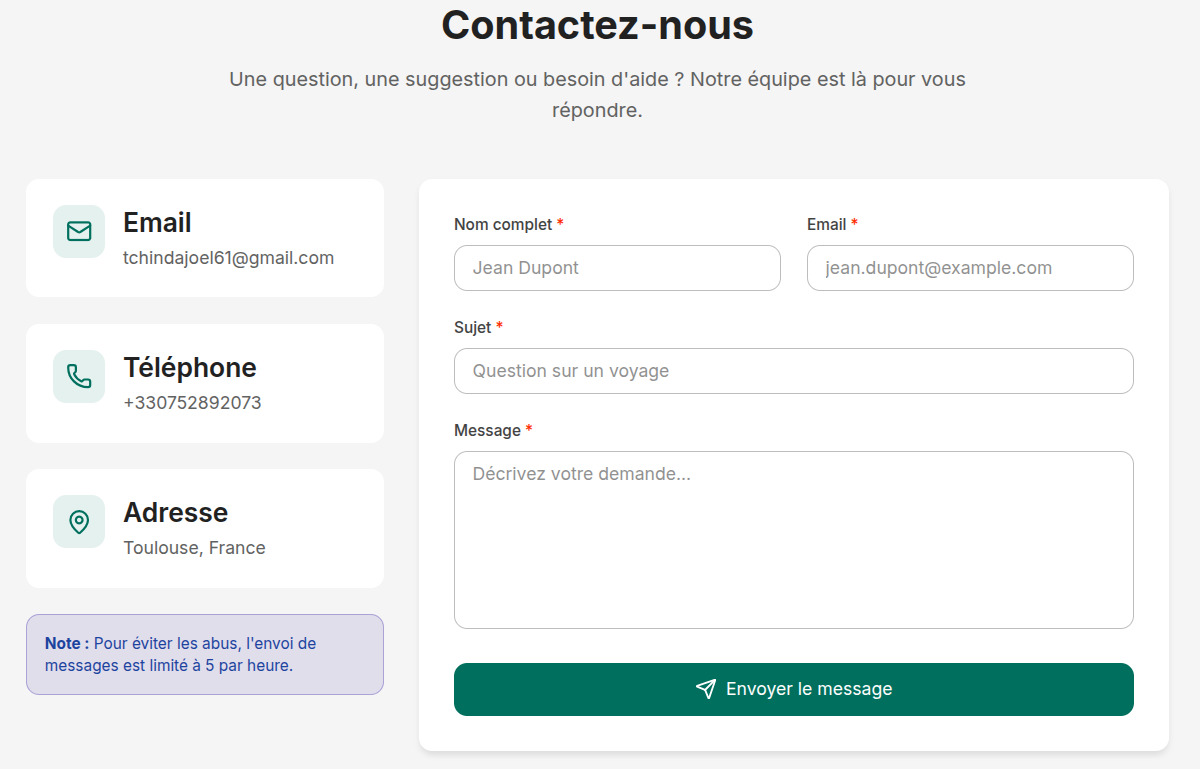 Contactez-nous
Une question, une suggestion ou besoin d'aide ? Notre équipe est là pour vous
répondre.
Email
tchindajoel61@gmail.com
Téléphone
+330752892073
Adresse
Toulouse, France
Note : Pour éviter les abus, l'envoi de
messages est limité à 5 par heure.
Nom complet *
Jean Dupont
Email *
jean.dupont@example.com
Sujet *
Question sur un voyage
Message *
Décrivez votre demande...
Envoyer le message